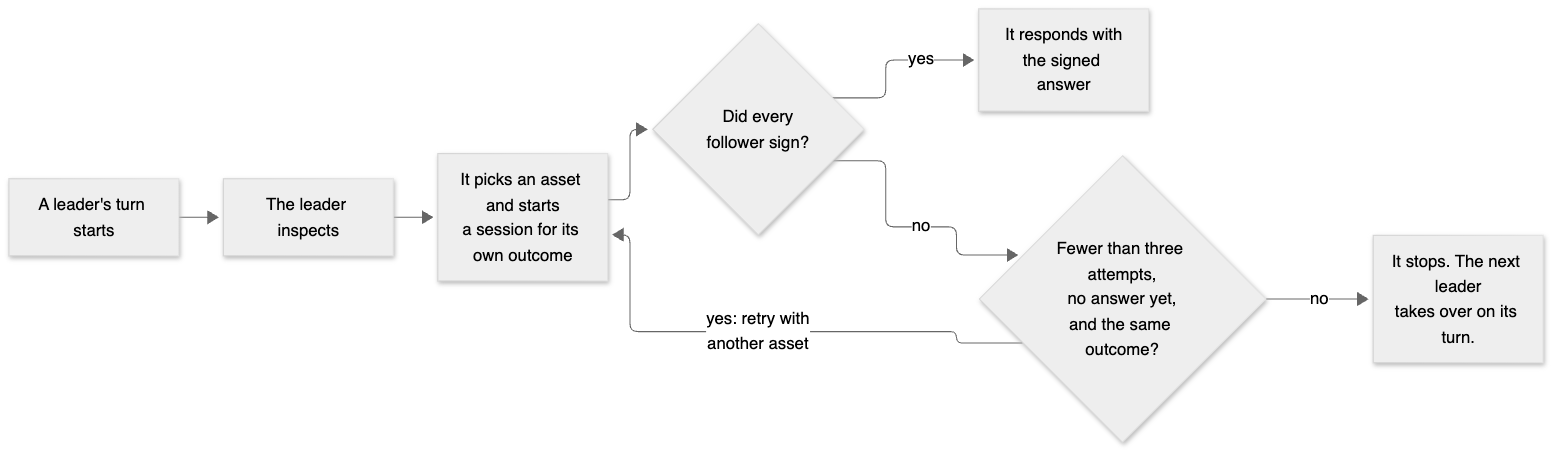 A leader's turn
starts
The leader
inspects
It picks an asset
and starts
a session for its
own outcome
Did every
follower sign?
yes
It responds with
the signed
answer
no
Fewer than three
attempts,
no answer yet,
and the same
outcome?
yes: retry with
another asset
no
It stops. The next
leader
takes over on its
turn.